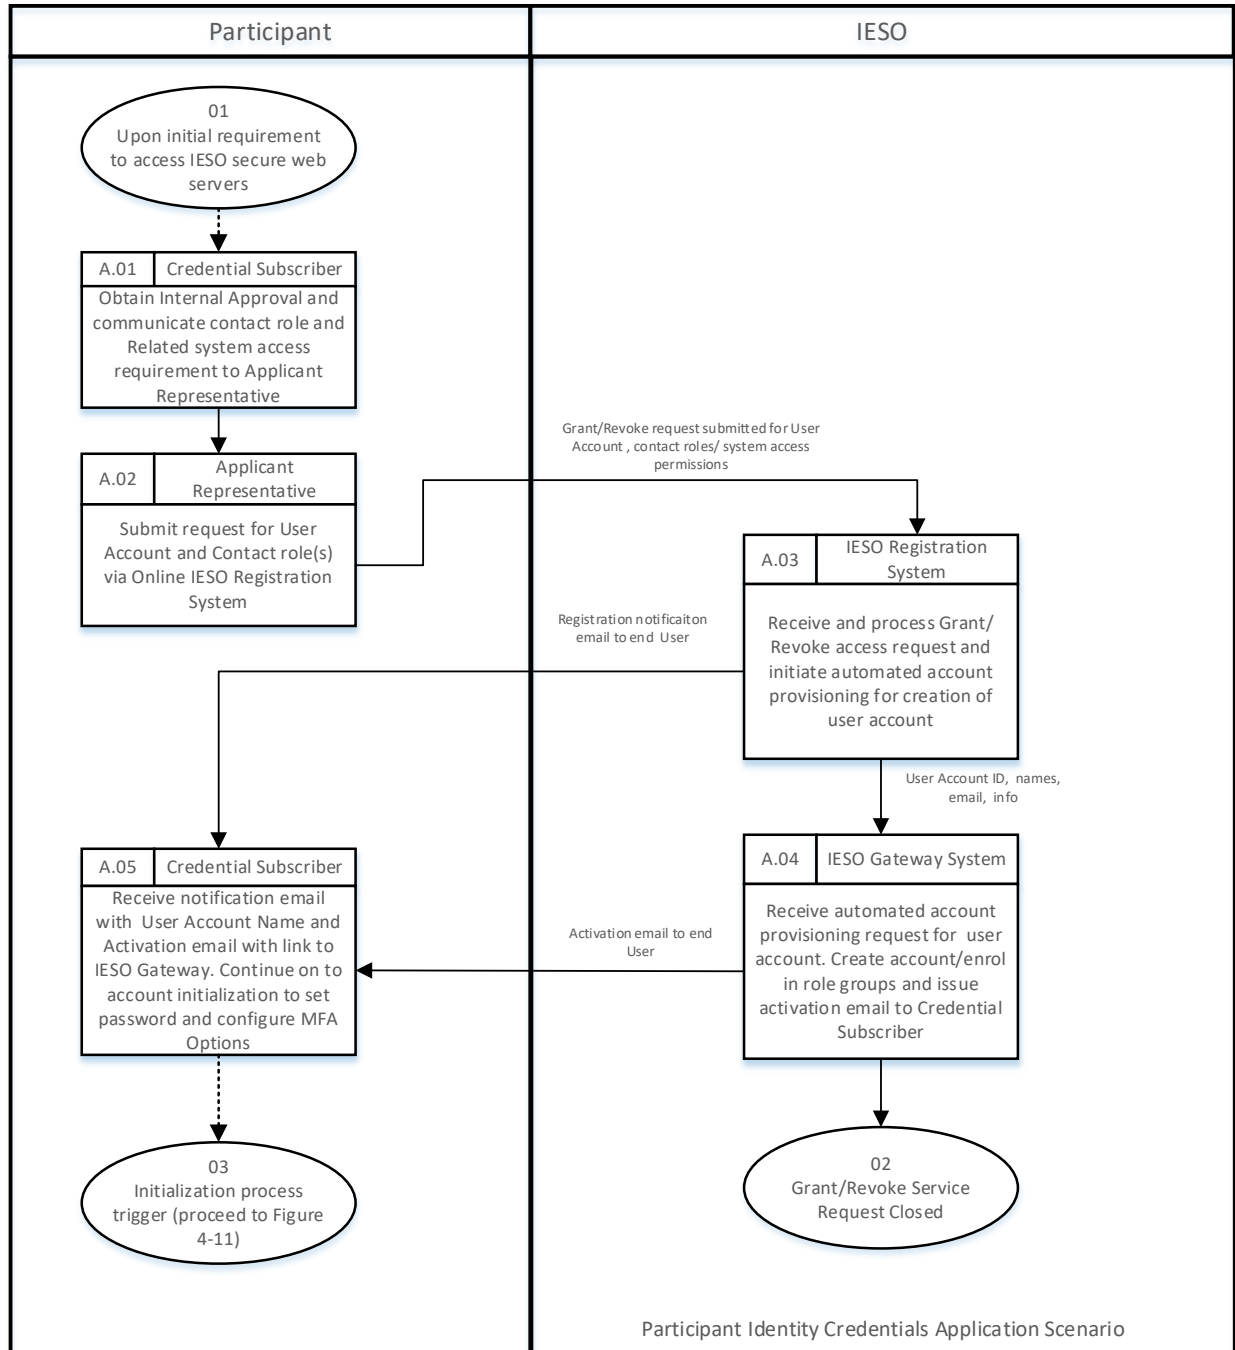 Participant
IESO
01
Upon initial requirement
to access IESO secure web
servers
A.01
Credential Subscriber
Obtain Internal Approval and
communicate contact role and
Related system access
requirement to Applicant
Representative
Grant/Revoke request submitted for User
Account , contact roles/ system access
permissions
A.02
Applicant
Representative
Submit request for User
Account and Contact role(s)
via Online IESO Registration
System
A.03
IESO Registration
System
Receive and process Grant/
Revoke access request and
initiate automated account
provisioning for creation of
user account
Registration notificaiton
email to end User
User Account ID, names,
email, info
A.05
Credential Subscriber
Receive notification email
with User Account Name and
Activation email with link to
IESO Gateway. Continue on to
account initialization to set
password and configure MFA
Options
A.04
IESO Gateway System
Receive automated account
provisioning request for user
account. Create account/enrol
in role groups and issue
activation email to Credential
Subscriber
Activation email to end
User
03
Initialization process
trigger (proceed to Figure
4-11)
02
Grant/Revoke Service
Request Closed
Participant Identity Credentials Application Scenario